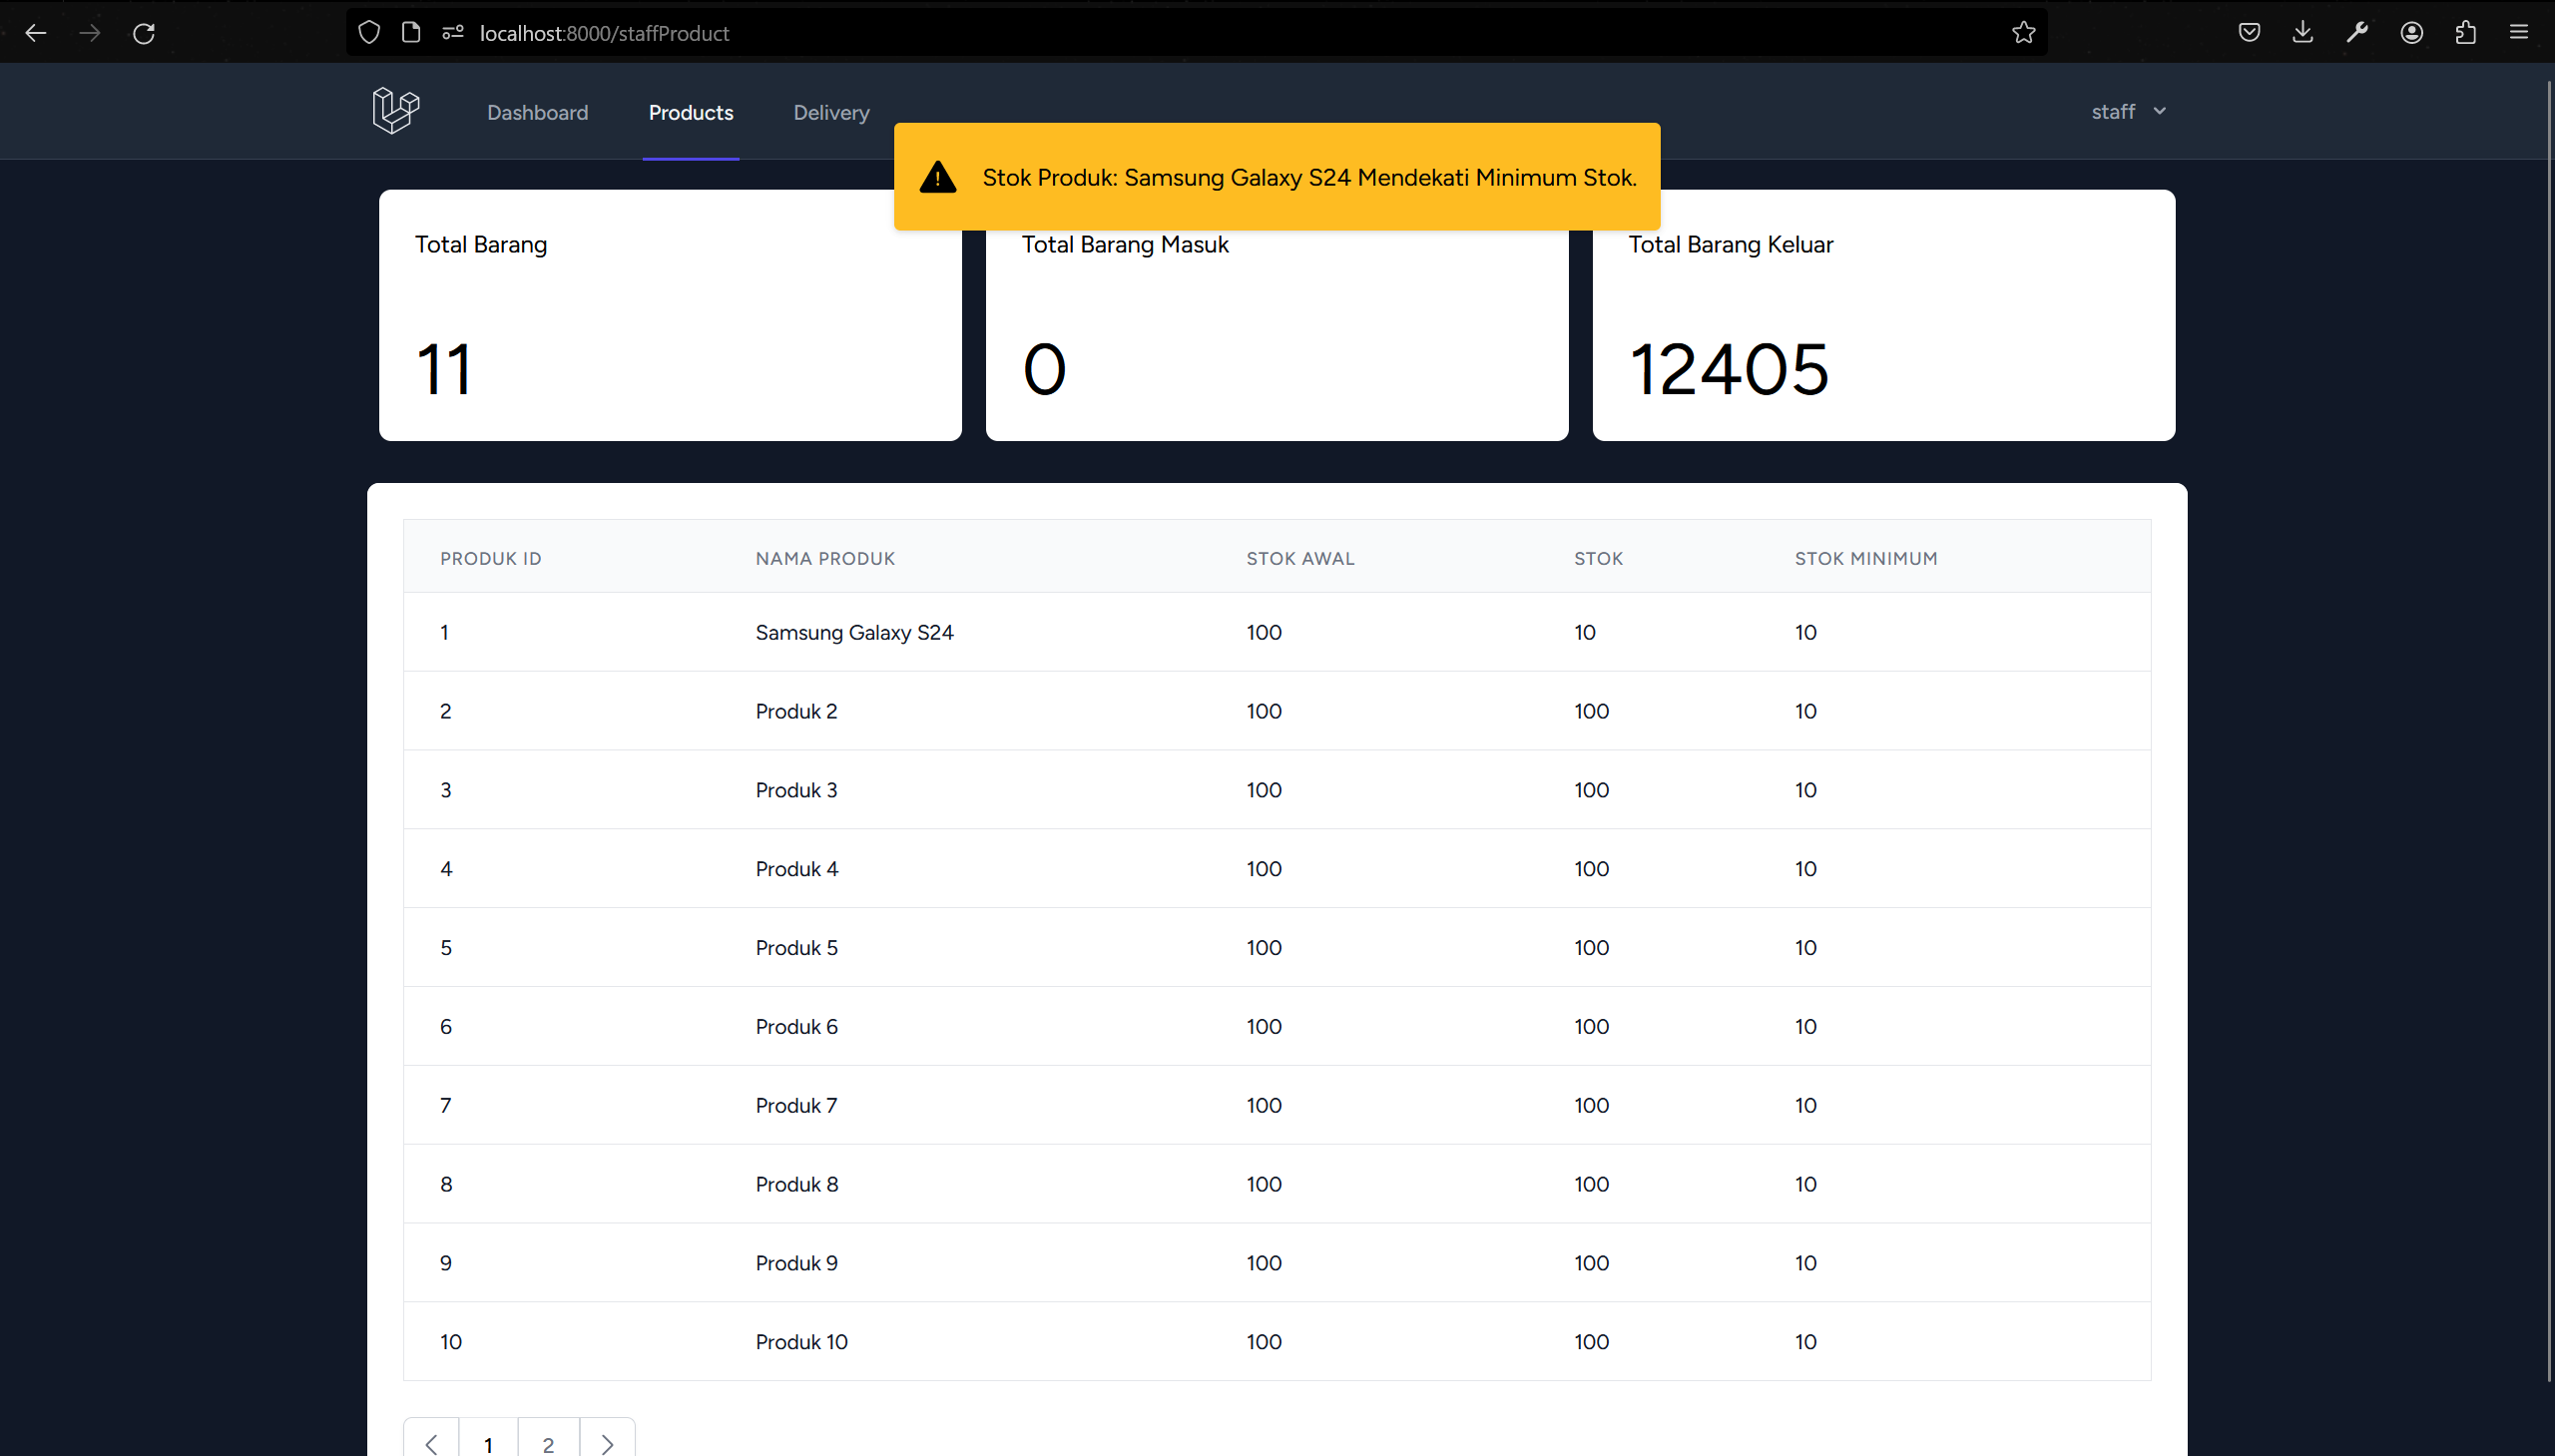 localhost:8000/staffProduct
Dashboard Products Delivery staff
Stok Produk: Samsung Galaxy S24 Mendekati Minimum Stok.
Total Barang Total Barang Masuk Total Barang Keluar
11 0 12405
PRODUK ID NAMA PRODUK STOK AWAL STOK STOK MINIMUM
1 Samsung Galaxy S24 100 10 10
2 Produk 2 100 100 10
3 Produk 3 100 100 10
4 Produk 4 100 100 10
5 Produk 5 100 100 10
6 Produk 6 100 100 10
7 Produk 7 100 100 10
8 Produk 8 100 100 10
9 Produk 9 100 100 10
10 Produk 10 100 100 10
1 2